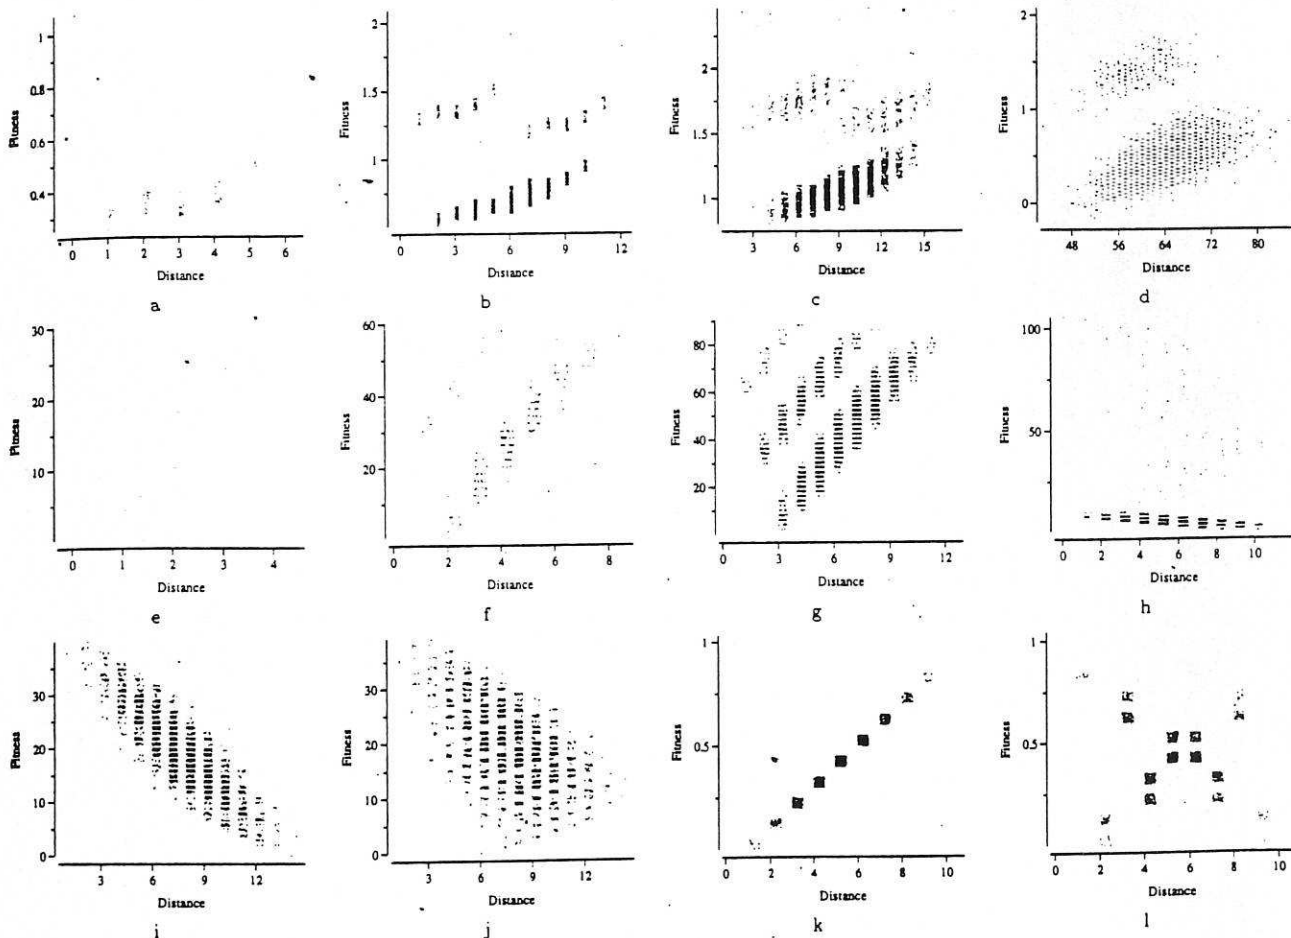 1
0.8
0.6
0.4
Fitness
0 1 2 3 4 5 6
Distance
a
2
1.5
1
Fitness
0 3 6 9 12
Distance
b
2
1.5
1
Fitness
3 6 9 12 15
Distance
c
2
1
0
Fitness
48 56 64 72 80
Distance
d
30
20
10
Fitness
0 1 2 3 4
Distance
e
60
40
20
Fitness
0 2 4 6 8
Distance
f
80
60
40
20
Fitness
3 6 9 12
Distance
g
100
50
Fitness
0 2 4 6 8 10
Distance
h
30
20
10
0
Fitness
3 6 9 12
Distance
i
30
20
10
0
Fitness
3 6 9 12
Distance
j
1
0.5
Fitness
0 2 4 6 8 10
Distance
k
1
0.5
Fitness
0 2 4 6 8 10
Distance
l